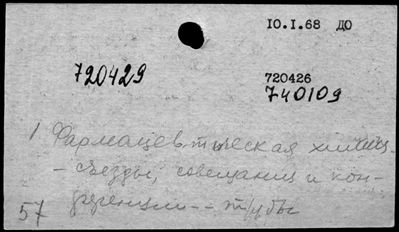 10.I.68 ДО
720429
720426
740109
1 Фармацевтическая химия
- съезды, совещания и кон-
ференции -- труды
57